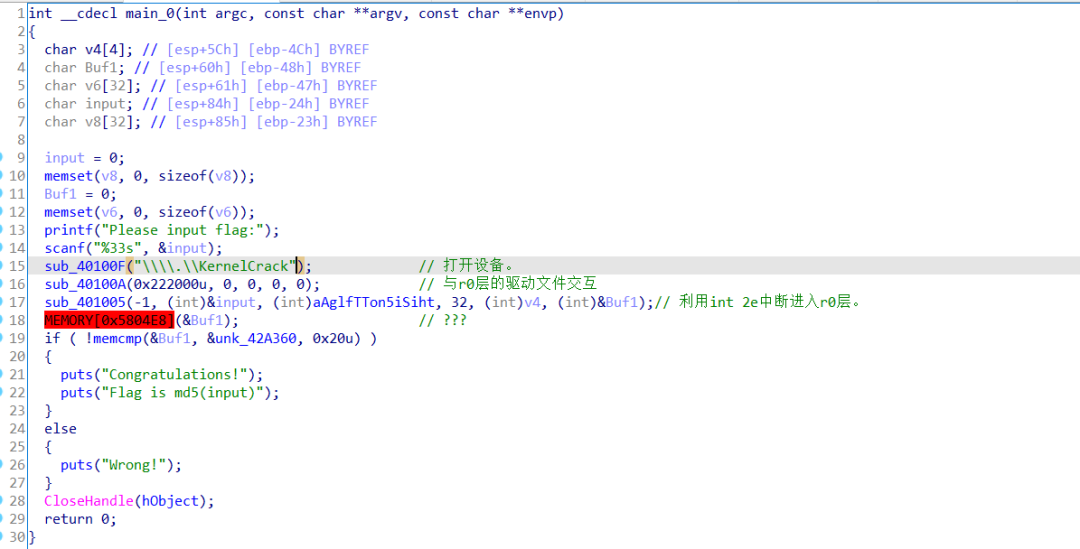 1 int __cdecl main_0(int argc, const char **argv, const char **envp)
2 {
3 char v4[4]; // [esp+5Ch] [ebp-4Ch] BYREF
4 char Buf1; // [esp+60h] [ebp-48h] BYREF
5 char v6[32]; // [esp+61h] [ebp-47h] BYREF
6 char input; // [esp+84h] [ebp-24h] BYREF
7 char v8[32]; // [esp+85h] [ebp-23h] BYREF
8
9 input = 0;
10 memset(v8, 0, sizeof(v8));
11 Buf1 = 0;
12 memset(v6, 0, sizeof(v6));
13 printf("Please input flag:");
14 scanf("%33s", &input);
15 sub_40100F("\\\\.\\KernelCrack"); // 打开设备。
16 sub_40100A(0x222000u, 0, 0, 0, 0); // 与r0层的驱动文件交互
17 sub_401005(-1, (int)&input, (int)aAglfTTon5iSiht, 32, (int)v4, (int)&Buf1);// 利用int 2e中断进入r0层。
18 MEMORY[0x5804E8](&Buf1); // ???
19 if ( !memcmp(&Buf1, &unk_42A360, 0x20u) )
20 {
21 puts("Congratulations!");
22 puts("Flag is md5(input)");
23 }
24 else
25 {
26 puts("Wrong!");
27 }
28 CloseHandle(hObject);
29 return 0;
30 }